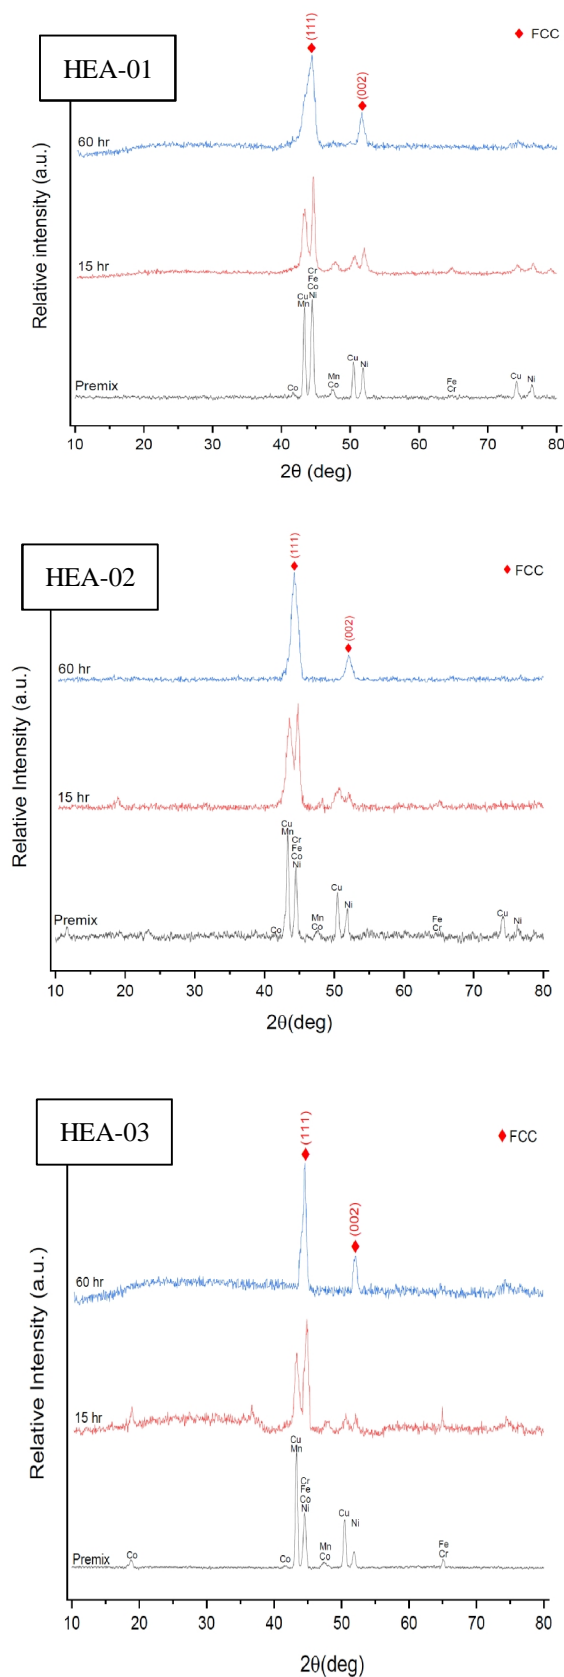 HEA-01
(111)
FCC
(002)
60 hr
15 hr
Cr
Fe
Co
Ni
Cu
Mn
Cu
Ni
Mn
Co
Co
Fe
Cr
Cu
Ni
Premix
10 20 30 40 50 60 70 80
2θ (deg)
Relative intensity (a.u.)
HEA-02
(111)
FCC
(002)
60 hr
15 hr
Cu
Mn
Cr
Fe
Co
Ni
Cu
Ni
Mn
Co
Co
Fe
Cr
Cu
Ni
Premix
10 20 30 40 50 60 70 80
2θ(deg)
Relative Intensity (a.u.)
HEA-03
(111)
FCC
(002)
60 hr
15 hr
Cu
Mn
Cr
Fe
Co
Ni
Cu
Ni
Mn
Co
Co
Co
Fe
Cr
Premix
10 20 30 40 50 60 70 80
2θ(deg)
Relative Intensity (a.u.)